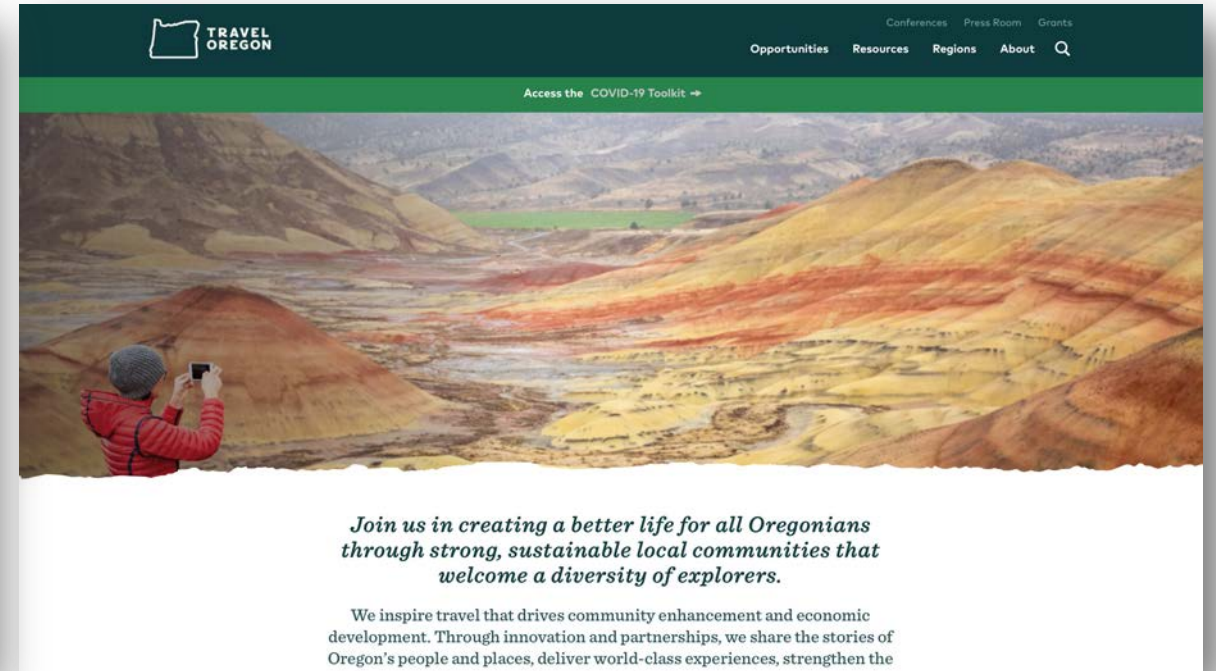 TRAVEL
OREGON
Conferences Press Room Grants
Opportunities Resources Regions About
Access the COVID-19 Toolkit →
Join us in creating a better life for all Oregonians
through strong, sustainable local communities that
welcome a diversity of explorers.
We inspire travel that drives community enhancement and economic
development. Through innovation and partnerships, we share the stories of
Oregon's people and places, deliver world-class experiences, strengthen the